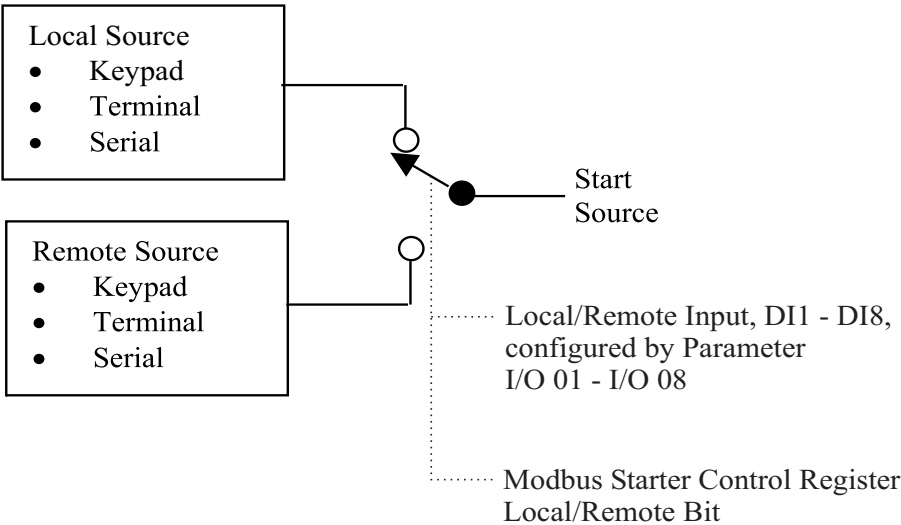 Local Source
• Keypad
• Terminal
• Serial
Start
Source
Remote Source
• Keypad
• Terminal
• Serial
Local/Remote Input, DI1 - DI8,
configured by Parameter
I/O 01 - I/O 08
Modbus Starter Control Register
Local/Remote Bit